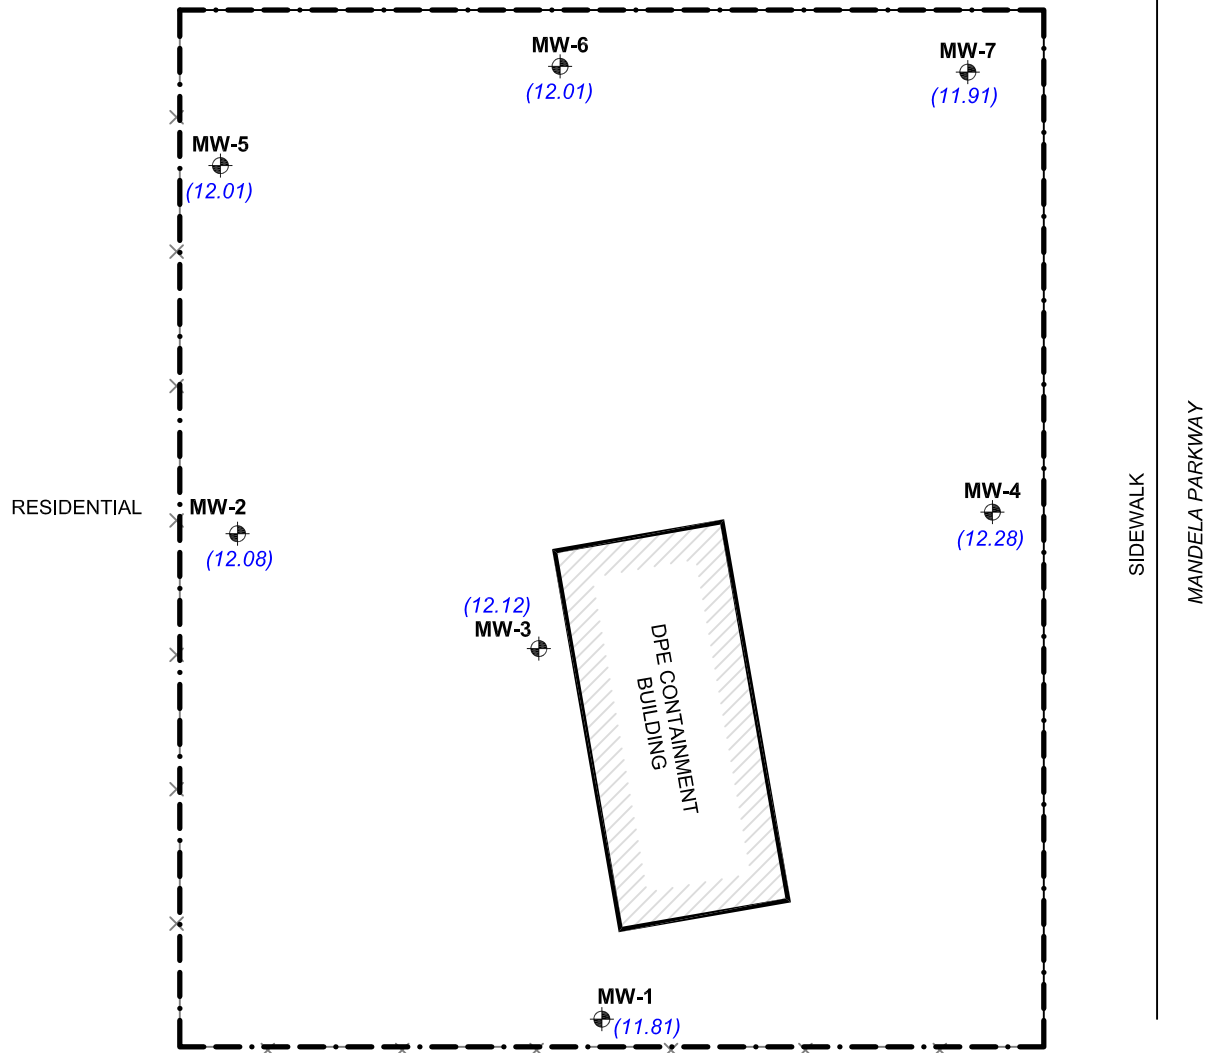 MW-6
(12.01)
MW-7
(11.91)
MW-5
(12.01)
RESIDENTIAL
MW-2
(12.08)
MW-4
(12.28)
SIDEWALK
MANDELA PARKWAY
(12.12)
MW-3
DPE CONTAINMENT
BUILDING
MW-1
(11.81)